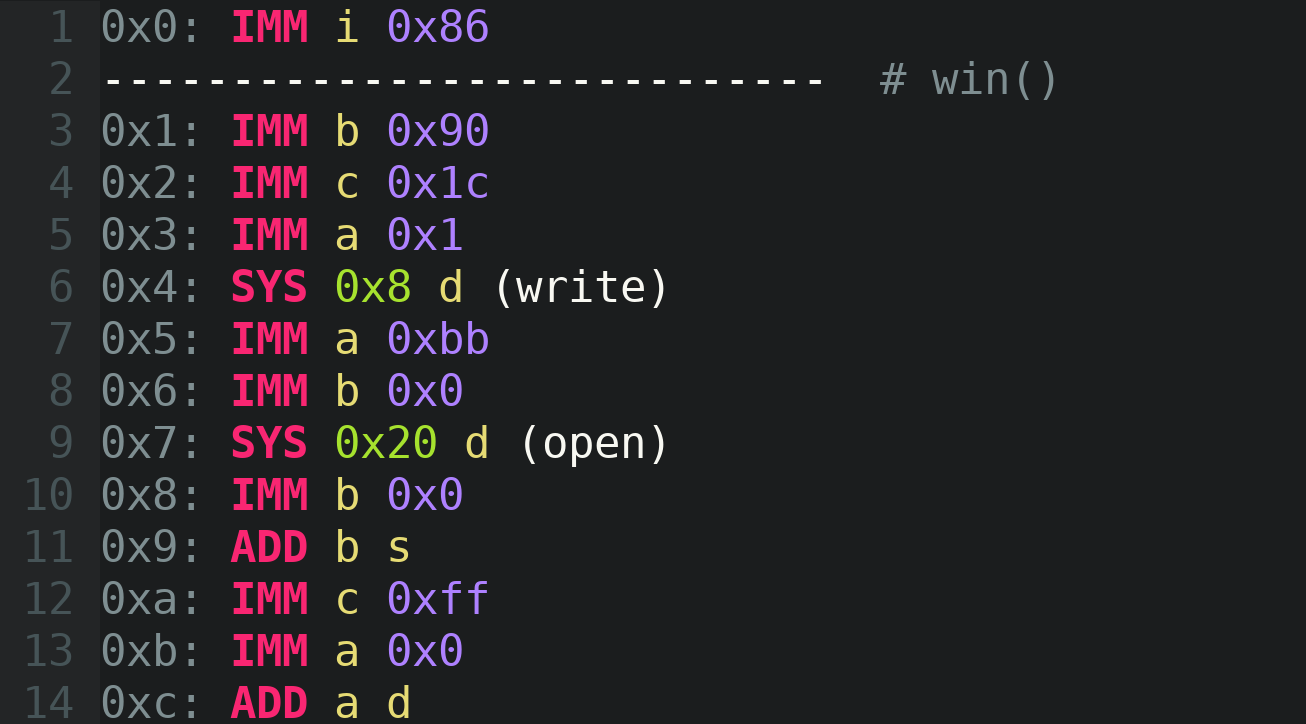 1 0x0: IMM i 0x86
2 ---------------------------- # win()
3 0x1: IMM b 0x90
4 0x2: IMM c 0x1c
5 0x3: IMM a 0x1
6 0x4: SYS 0x8 d (write)
7 0x5: IMM a 0xbb
8 0x6: IMM b 0x0
9 0x7: SYS 0x20 d (open)
10 0x8: IMM b 0x0
11 0x9: ADD b s
12 0xa: IMM c 0xff
13 0xb: IMM a 0x0
14 0xc: ADD a d